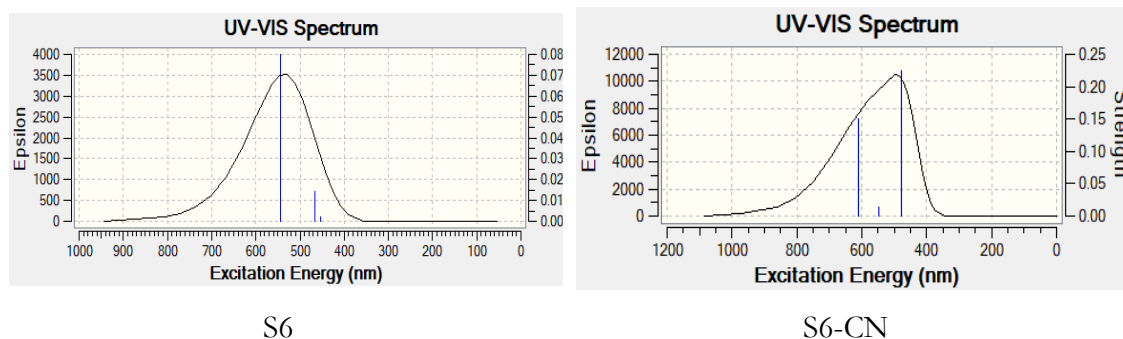 UV-VIS Spectrum
4000
3500
3000
2500
2000
1500
1000
500
0
Epsilon
0.08
0.07
0.06
0.05
0.04
0.03
0.02
0.01
0.00
1000 900 800 700 600 500 400 300 200 100 0
Excitation Energy (nm)
S6
UV-VIS Spectrum
12000
10000
8000
6000
4000
2000
0
Epsilon
0.25
0.20
0.15
0.10
0.05
0.00
Strength
1200 1000 800 600 400 200 0
Excitation Energy (nm)
S6-CN